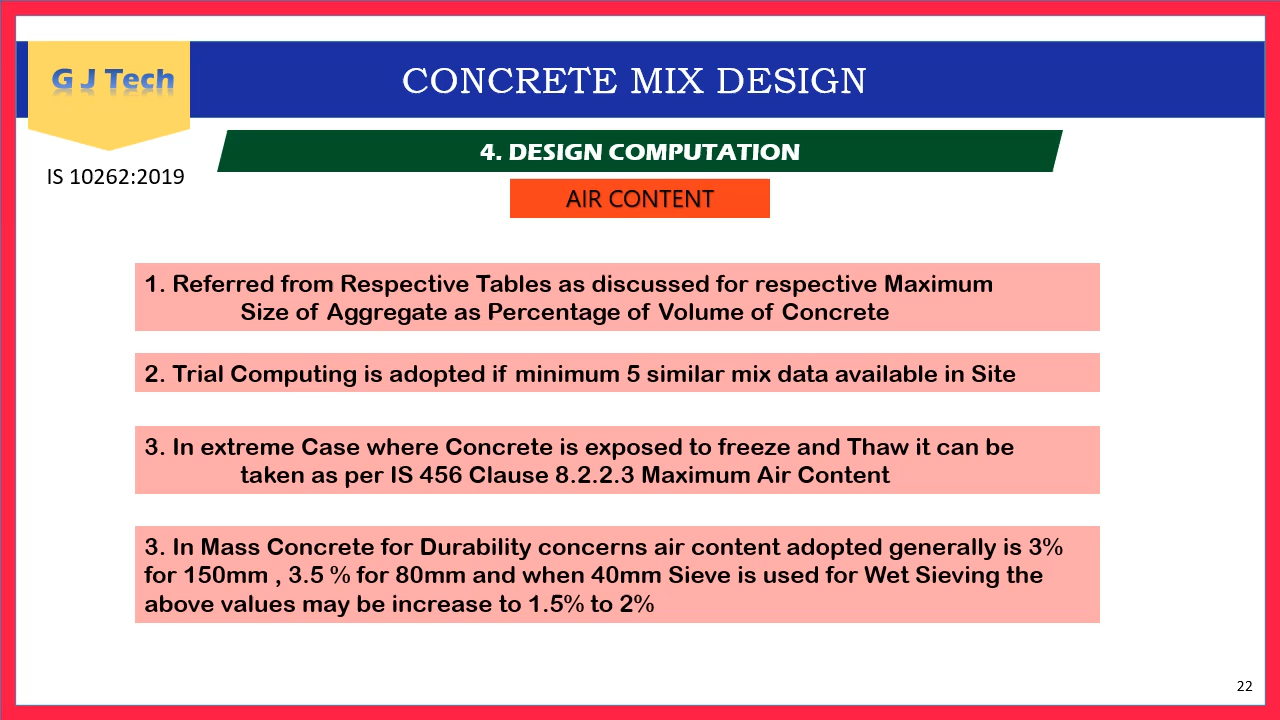 G J Tech
CONCRETE MIX DESIGN
4. DESIGN COMPUTATION
IS 10262:2019
AIR CONTENT
1. Referred from Respective Tables as discussed for respective Maximum
Size of Aggregate as Percentage of Volume of Concrete
2. Trial Computing is adopted if minimum 5 similar mix data available in Site
3. In extreme Case where Concrete is exposed to freeze and Thaw it can be
taken as per IS 456 Clause 8.2.2.3 Maximum Air Content
3. In Mass Concrete for Durability concerns air content adopted generally is 3%
for 150mm , 3.5 % for 80mm and when 40mm Sieve is used for Wet Sieving the
above values may be increase to 1.5% to 2%
22